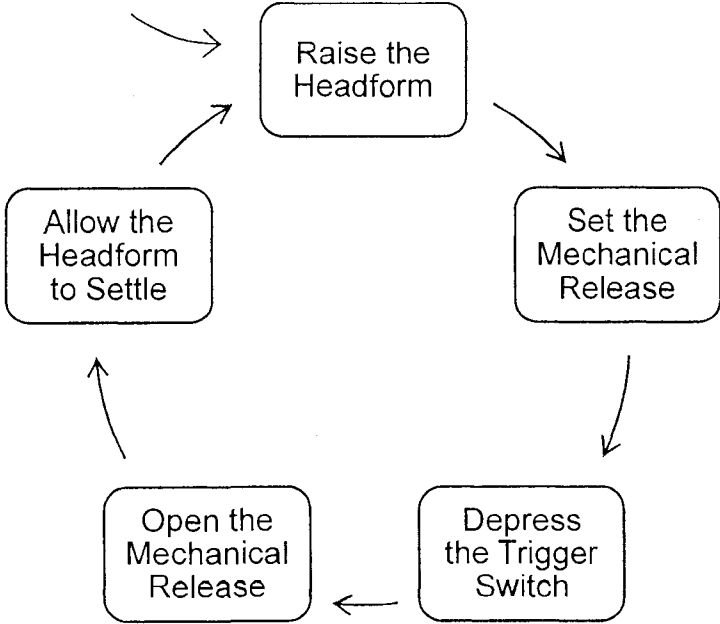 Raise the
Headform
Set the
Mechanical
Release
Depress
the Trigger
Switch
Open the
Mechanical
Release
Allow the
Headform
to Settle